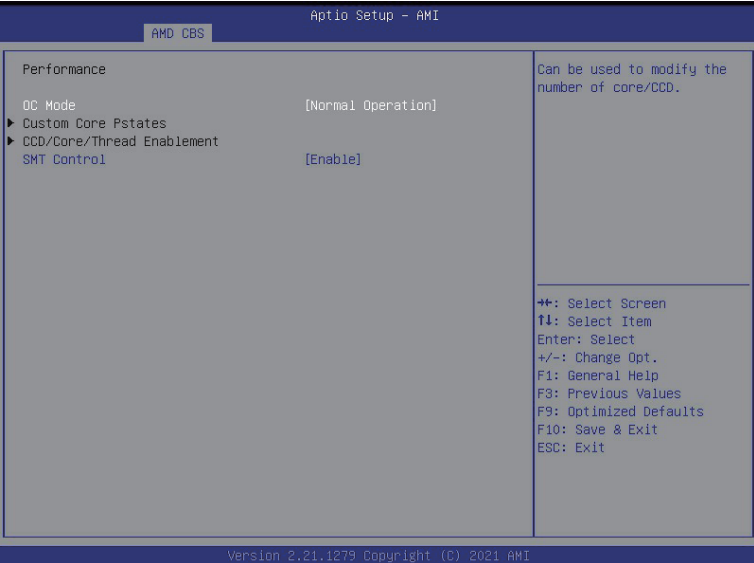 Aptio Setup – AMI
AMD CBS
Performance
OC Mode [Normal Operation]
Custom Core Pstates
CCD/Core/Thread Enablement
SMT Control [Enable]
Can be used to modify the
number of core/CCD.
→←: Select Screen
↑↓: Select Item
Enter: Select
+/-: Change Opt.
F1: General Help
F3: Previous Values
F9: Optimized Defaults
F10: Save & Exit
ESC: Exit
Version 2.21.1279 Copyright (C) 2021 AMI